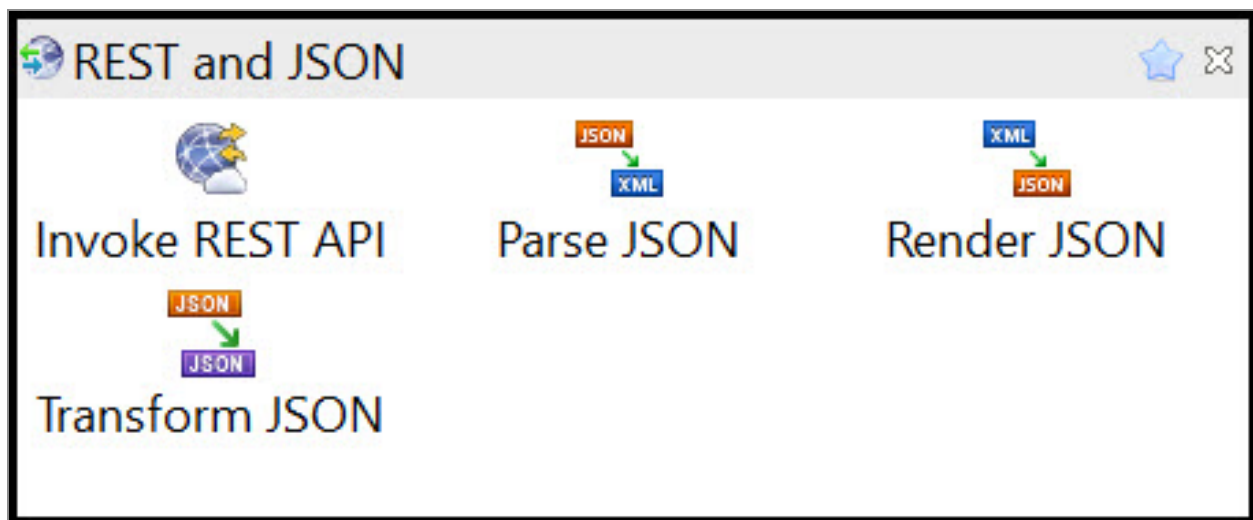 REST and JSON
JSON
XML
XML
JSON
Invoke REST API
Parse JSON
Render JSON
JSON
JSON
Transform JSON